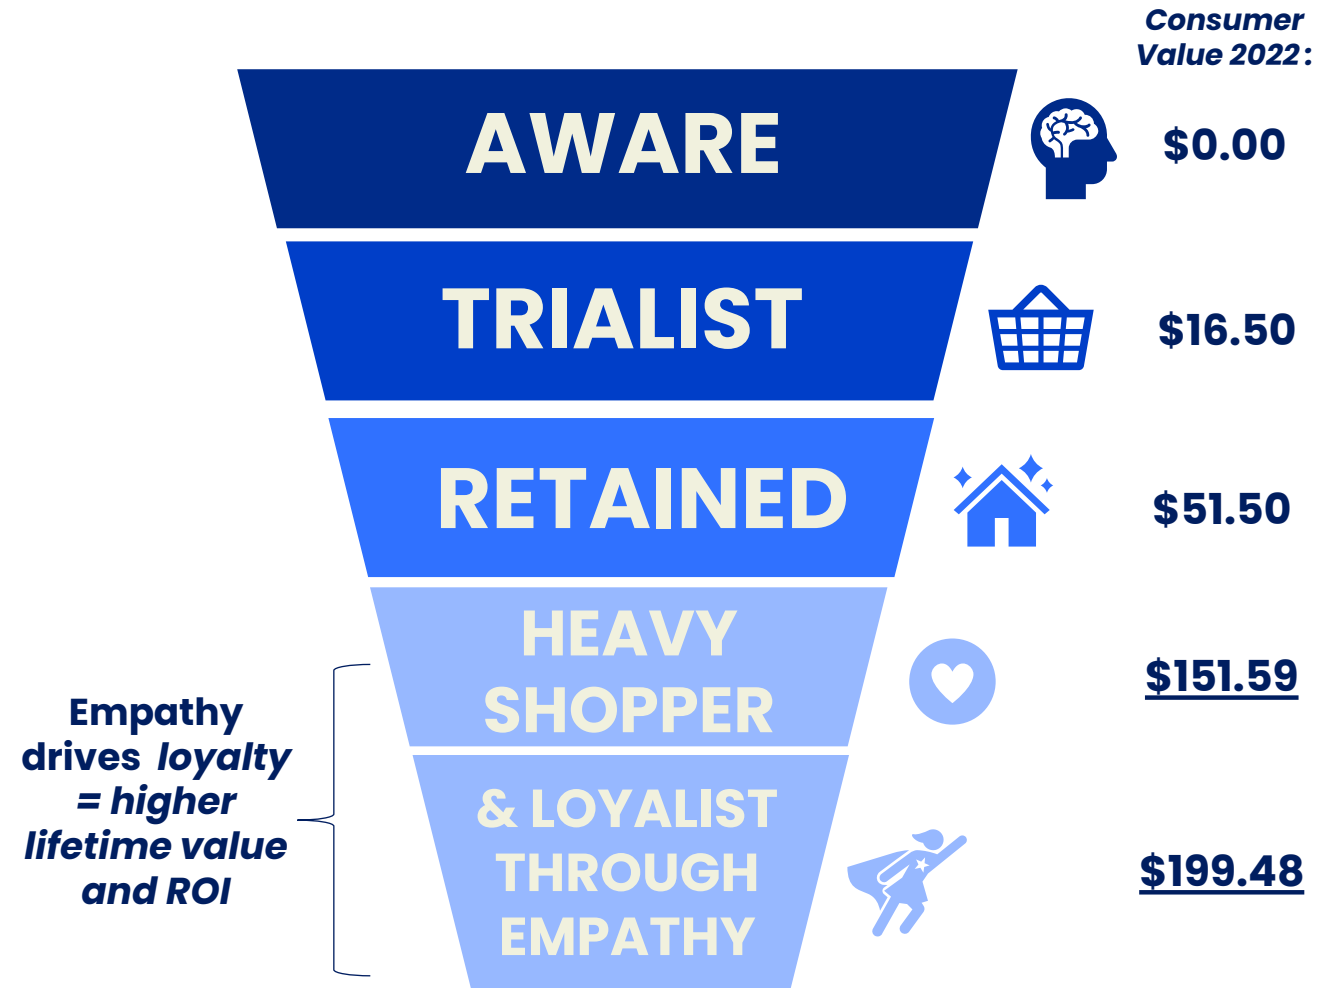 Consumer
Value 2022:
AWARE
$0.00
TRIALIST
$16.50
RETAINED
$51.50
HEAVY
SHOPPER
$151.59
Empathy
drives loyalty
= higher
lifetime value
and ROI
& LOYALIST
THROUGH
EMPATHY
$199.48